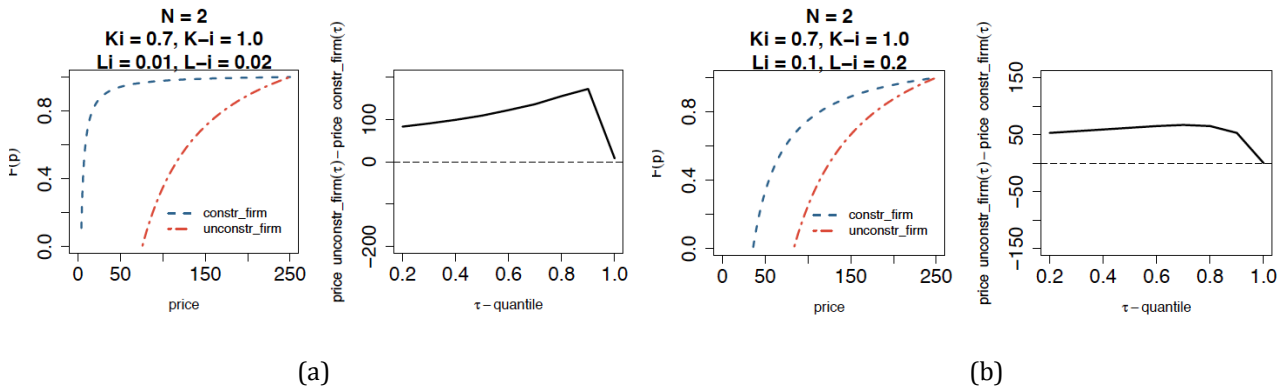 N = 2
Ki = 0.7, K−i = 1.0
Li = 0.01, L−i = 0.02
F(p)
0.0 0.4 0.8
constr_firm
unconstr_firm
0 50 150 250
price
price unconstr_firm(τ) − price constr_firm(τ)
−200 0 100
0.2 0.4 0.6 0.8 1.0
τ − quantile
(a)
N = 2
Ki = 0.7, K−i = 1.0
Li = 0.1, L−i = 0.2
F(p)
0.0 0.4 0.8
constr_firm
unconstr_firm
0 50 150 250
price
price unconstr_firm(τ) − price constr_firm(τ)
−150 −50 0 50 150
0.2 0.4 0.6 0.8 1.0
τ − quantile
(b)